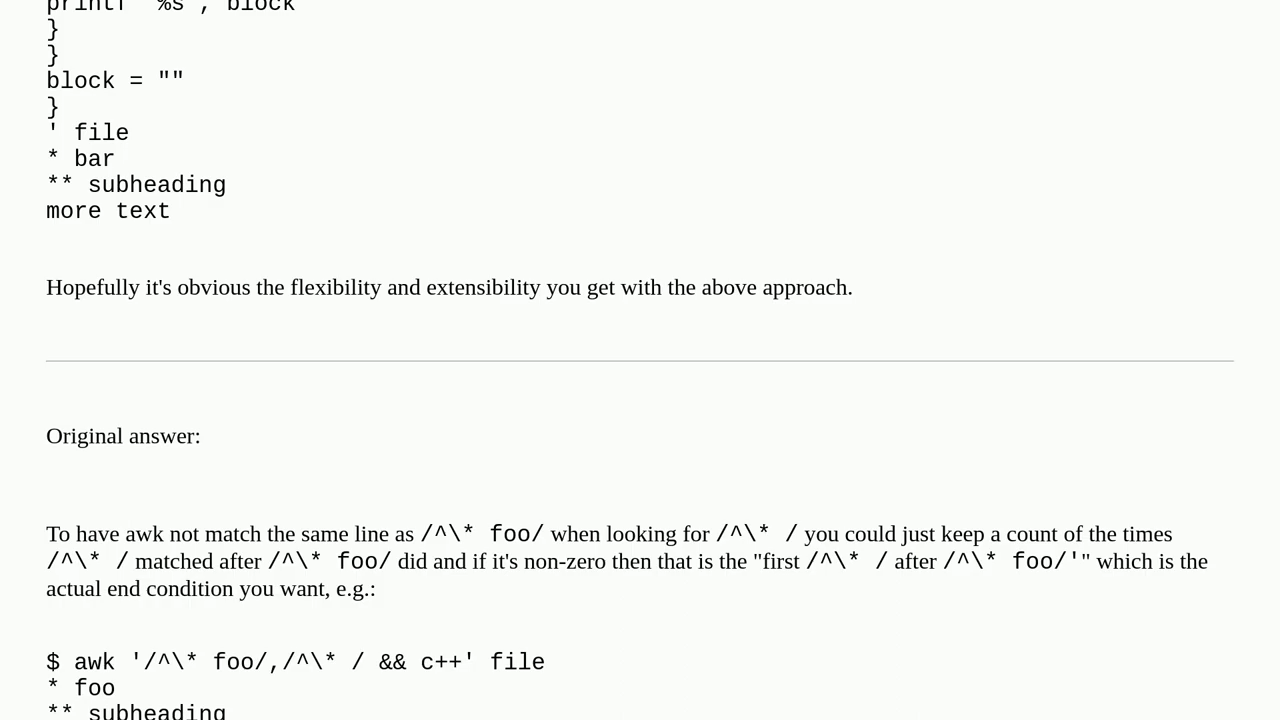 printf "%s", block
}
}
block = ""
}
' file
* bar
** subheading
more text
Hopefully it's obvious the flexibility and extensibility you get with the above approach.
Original answer:
To have awk not match the same line as /^\* foo/ when looking for /^\* / you could just keep a count of the times
/^\* / matched after /^\* foo/ did and if it's non-zero then that is the "first /^\* / after /^\* foo/'" which is the
actual end condition you want, e.g.:
$ awk '/^\* foo/,/^\* / && c++' file
* foo
** subheading